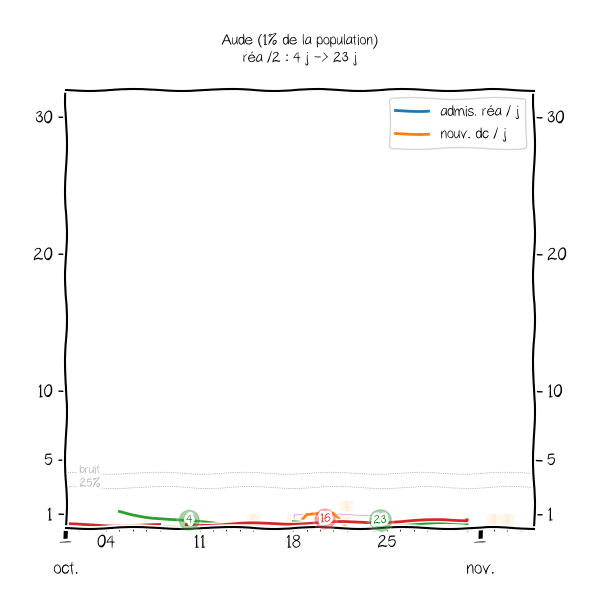 Aude (1% de la population)
réa /2 : 4 j -> 23 j
admis. réa / j
nouv. dc / j
30
30
20
20
10
10
5
5
bruit
25%
1
1
4
16
23
04
11
18
25
oct.
nov.